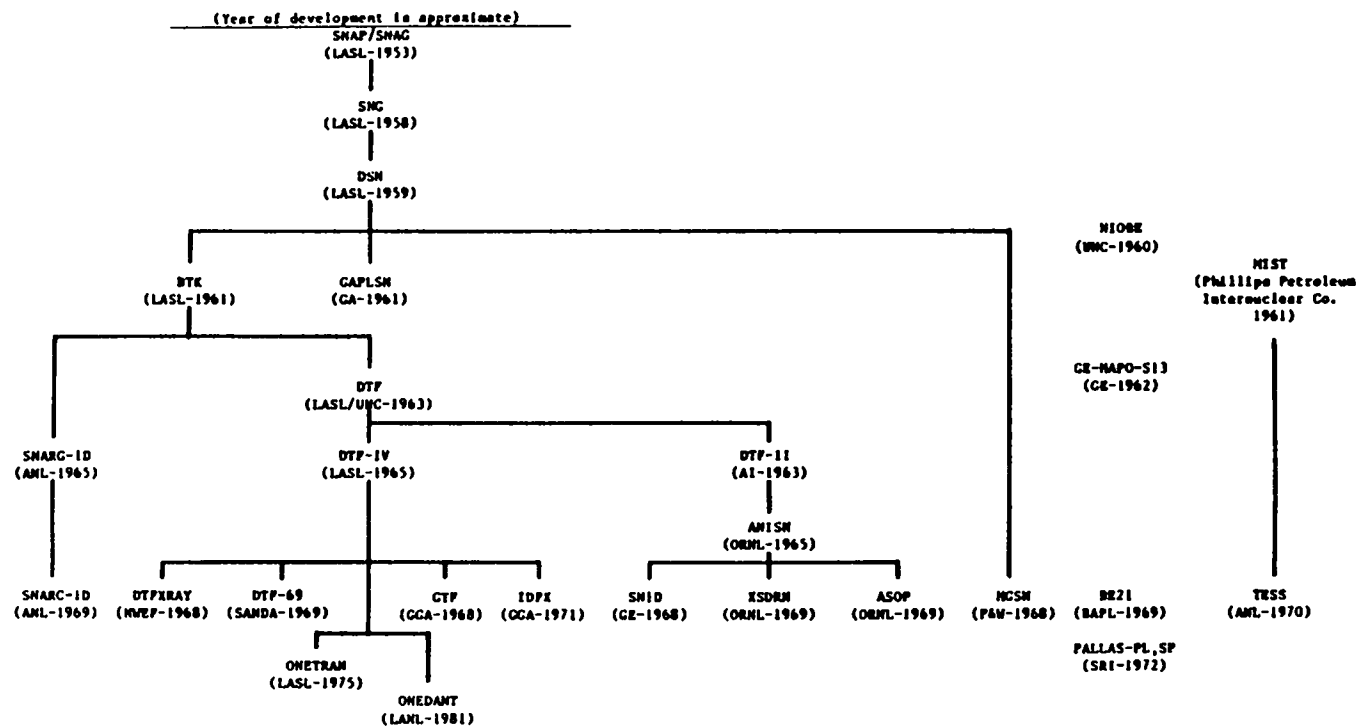 (Year of development is approximate)
SNAP/SNAG
(LASL-1953)
SNG
(LASL-1958)
DSN
(LASL-1959)
NIOBE
(UNC-1960)
DTK
(LASL-1961)
GAPLSN
(GA-1961)
MIST
(Phillips Petroleum
Internuclear Co.
1961)
GE-HAPO-S13
(GE-1962)
DTF
(LASL/UNC-1963)
SNARG-1D
(ANL-1965)
DTF-IV
(LASL-1965)
DTF-II
(AI-1963)
ANISN
(ORNL-1965)
SNARC-1D
(ANL-1969)
DTFXRAY
(NWEF-1968)
DTF-69
(SANDA-1969)
GTF
(GGA-1968)
IDFX
(GGA-1971)
SN1D
(GE-1968)
XSDRN
(ORNL-1969)
ASOP
(ORNL-1969)
MGSN
(P&W-1968)
BE21
(BAPL-1969)
TESS
(ANL-1970)
PALLAS-PL,SP
(SRI-1972)
ONETRAN
(LASL-1975)
ONEDANT
(LANL-1981)